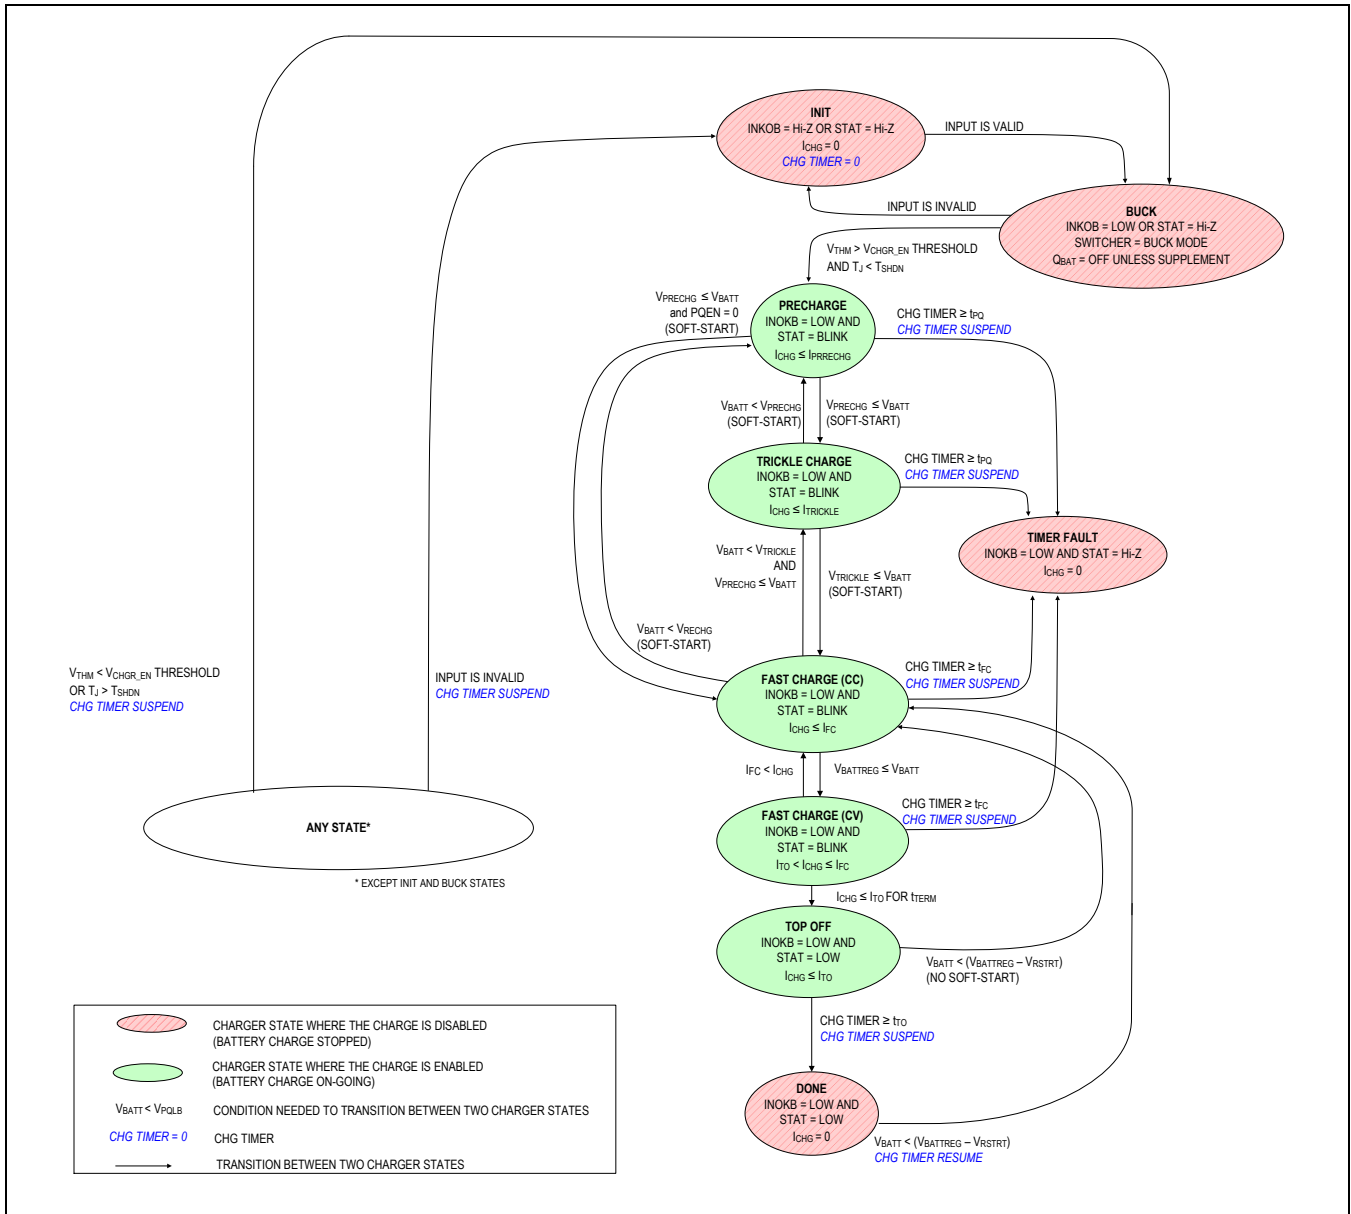 INIT
INKOB = Hi-Z OR STAT = Hi-Z
ICHG = 0
CHG TIMER = 0
INPUT IS VALID
INPUT IS INVALID
BUCK
INKOB = LOW OR STAT = Hi-Z
SWITCHER = BUCK MODE
QBAT = OFF UNLESS SUPPLEMENT
VTHM > VCHGR_EN THRESHOLD
AND TJ < TSHDN
VPRECHG ≤ VBATT
and PQEN = 0
(SOFT-START)
PRECHARGE
INOKB = LOW AND
STAT = BLINK
ICHG ≤ IPRRECHG
CHG TIMER ≥ tPQ
CHG TIMER SUSPEND
VBATT < VPRECHG
(SOFT-START)
VPRECHG ≤ VBATT
(SOFT-START)
TRICKLE CHARGE
INOKB = LOW AND
STAT = BLINK
ICHG ≤ ITRICKLE
CHG TIMER ≥ tPQ
CHG TIMER SUSPEND
TIMER FAULT
INOKB = LOW AND STAT = Hi-Z
ICHG = 0
VBATT < VTRICKLE
AND
VPRECHG ≤ VBATT
VTRICKLE ≤ VBATT
(SOFT-START)
VBATT < VRECHG
(SOFT-START)
VTHM < VCHGR_EN THRESHOLD
OR TJ > TSHDN
CHG TIMER SUSPEND
INPUT IS INVALID
CHG TIMER SUSPEND
FAST CHARGE (CC)
INOKB = LOW AND
STAT = BLINK
ICHG ≤ IFC
CHG TIMER ≥ tFC
CHG TIMER SUSPEND
IFC < ICHG
VBATTREG ≤ VBATT
ANY STATE*
* EXCEPT INIT AND BUCK STATES
FAST CHARGE (CV)
INOKB = LOW AND
STAT = BLINK
ITO < ICHG ≤ IFC
CHG TIMER ≥ tFC
CHG TIMER SUSPEND
ICHG ≤ ITO FOR tTERM
TOP OFF
INOKB = LOW AND
STAT = LOW
ICHG ≤ ITO
VBATT < (VBATTREG – VRSTRT)
(NO SOFT-START)
CHG TIMER ≥ tTO
CHG TIMER SUSPEND
DONE
INOKB = LOW AND
STAT = LOW
ICHG = 0
VBATT < (VBATTREG – VRSTRT)
CHG TIMER RESUME
CHARGER STATE WHERE THE CHARGE IS DISABLED
(BATTERY CHARGE STOPPED)
CHARGER STATE WHERE THE CHARGE IS ENABLED
(BATTERY CHARGE ON-GOING)
VBATT < VPQLB CONDITION NEEDED TO TRANSITION BETWEEN TWO CHARGER STATES
CHG TIMER = 0 CHG TIMER
TRANSITION BETWEEN TWO CHARGER STATES